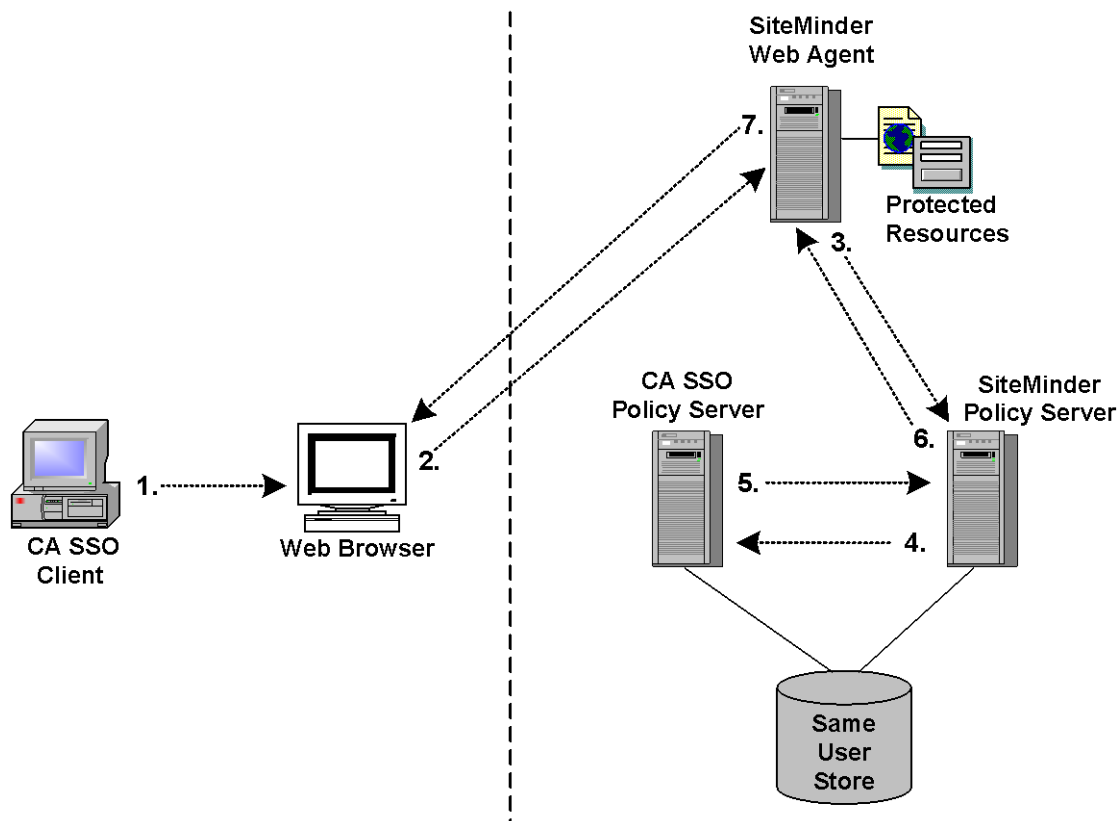 SiteMinder
Web Agent
7.
Protected
Resources
3.
CA SSO
Policy Server
SiteMinder
Policy Server
6.
2.
1.
5.
4.
CA SSO
Client
Web Browser
Same
User
Store